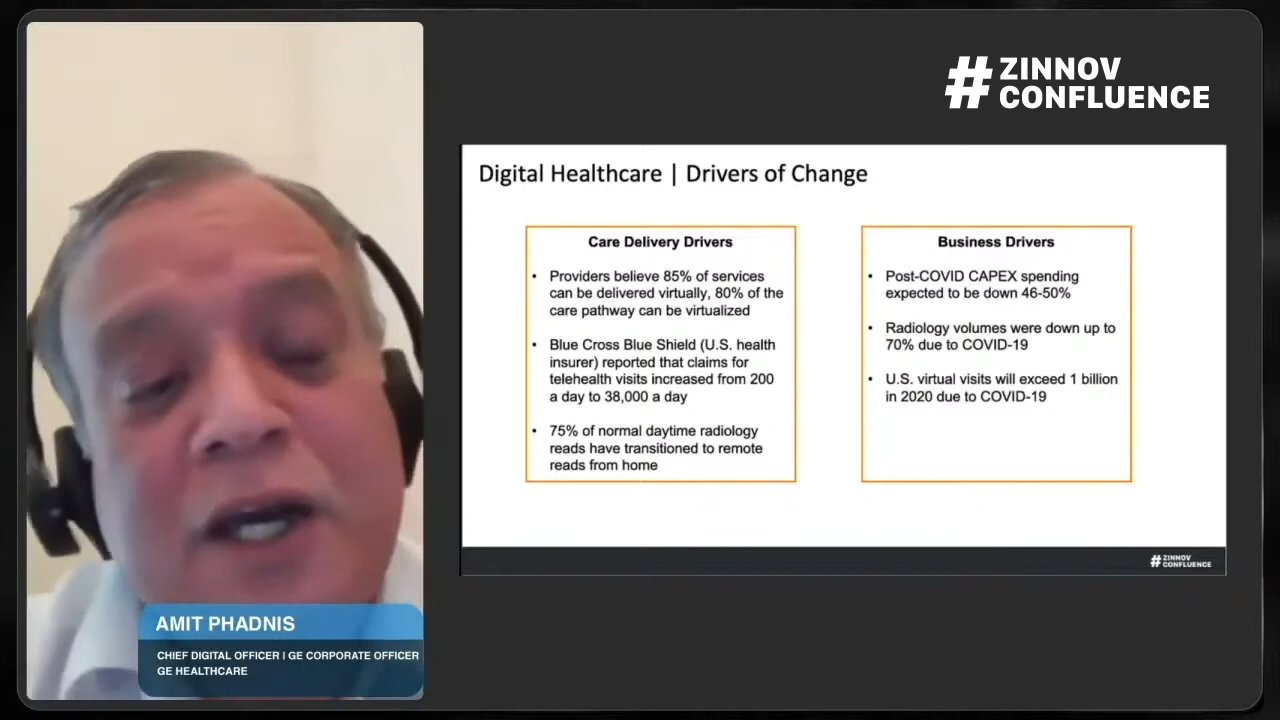 # ZINNOV
CONFLUENCE
Digital Healthcare | Drivers of Change
Care Delivery Drivers
• Providers believe 85% of services
can be delivered virtually, 80% of the
care pathway can be virtualized
• Blue Cross Blue Shield (U.S. health
insurer) reported that claims for
telehealth visits increased from 200
a day to 38,000 a day
• 75% of normal daytime radiology
reads have transitioned to remote
reads from home
Business Drivers
• Post-COVID CAPEX spending
expected to be down 46-50%
• Radiology volumes were down up to
70% due to COVID-19
• U.S. virtual visits will exceed 1 billion
in 2020 due to COVID-19
# ZINNOV
CONFLUENCE
AMIT PHADNIS
CHIEF DIGITAL OFFICER | GE CORPORATE OFFICER
GE HEALTHCARE